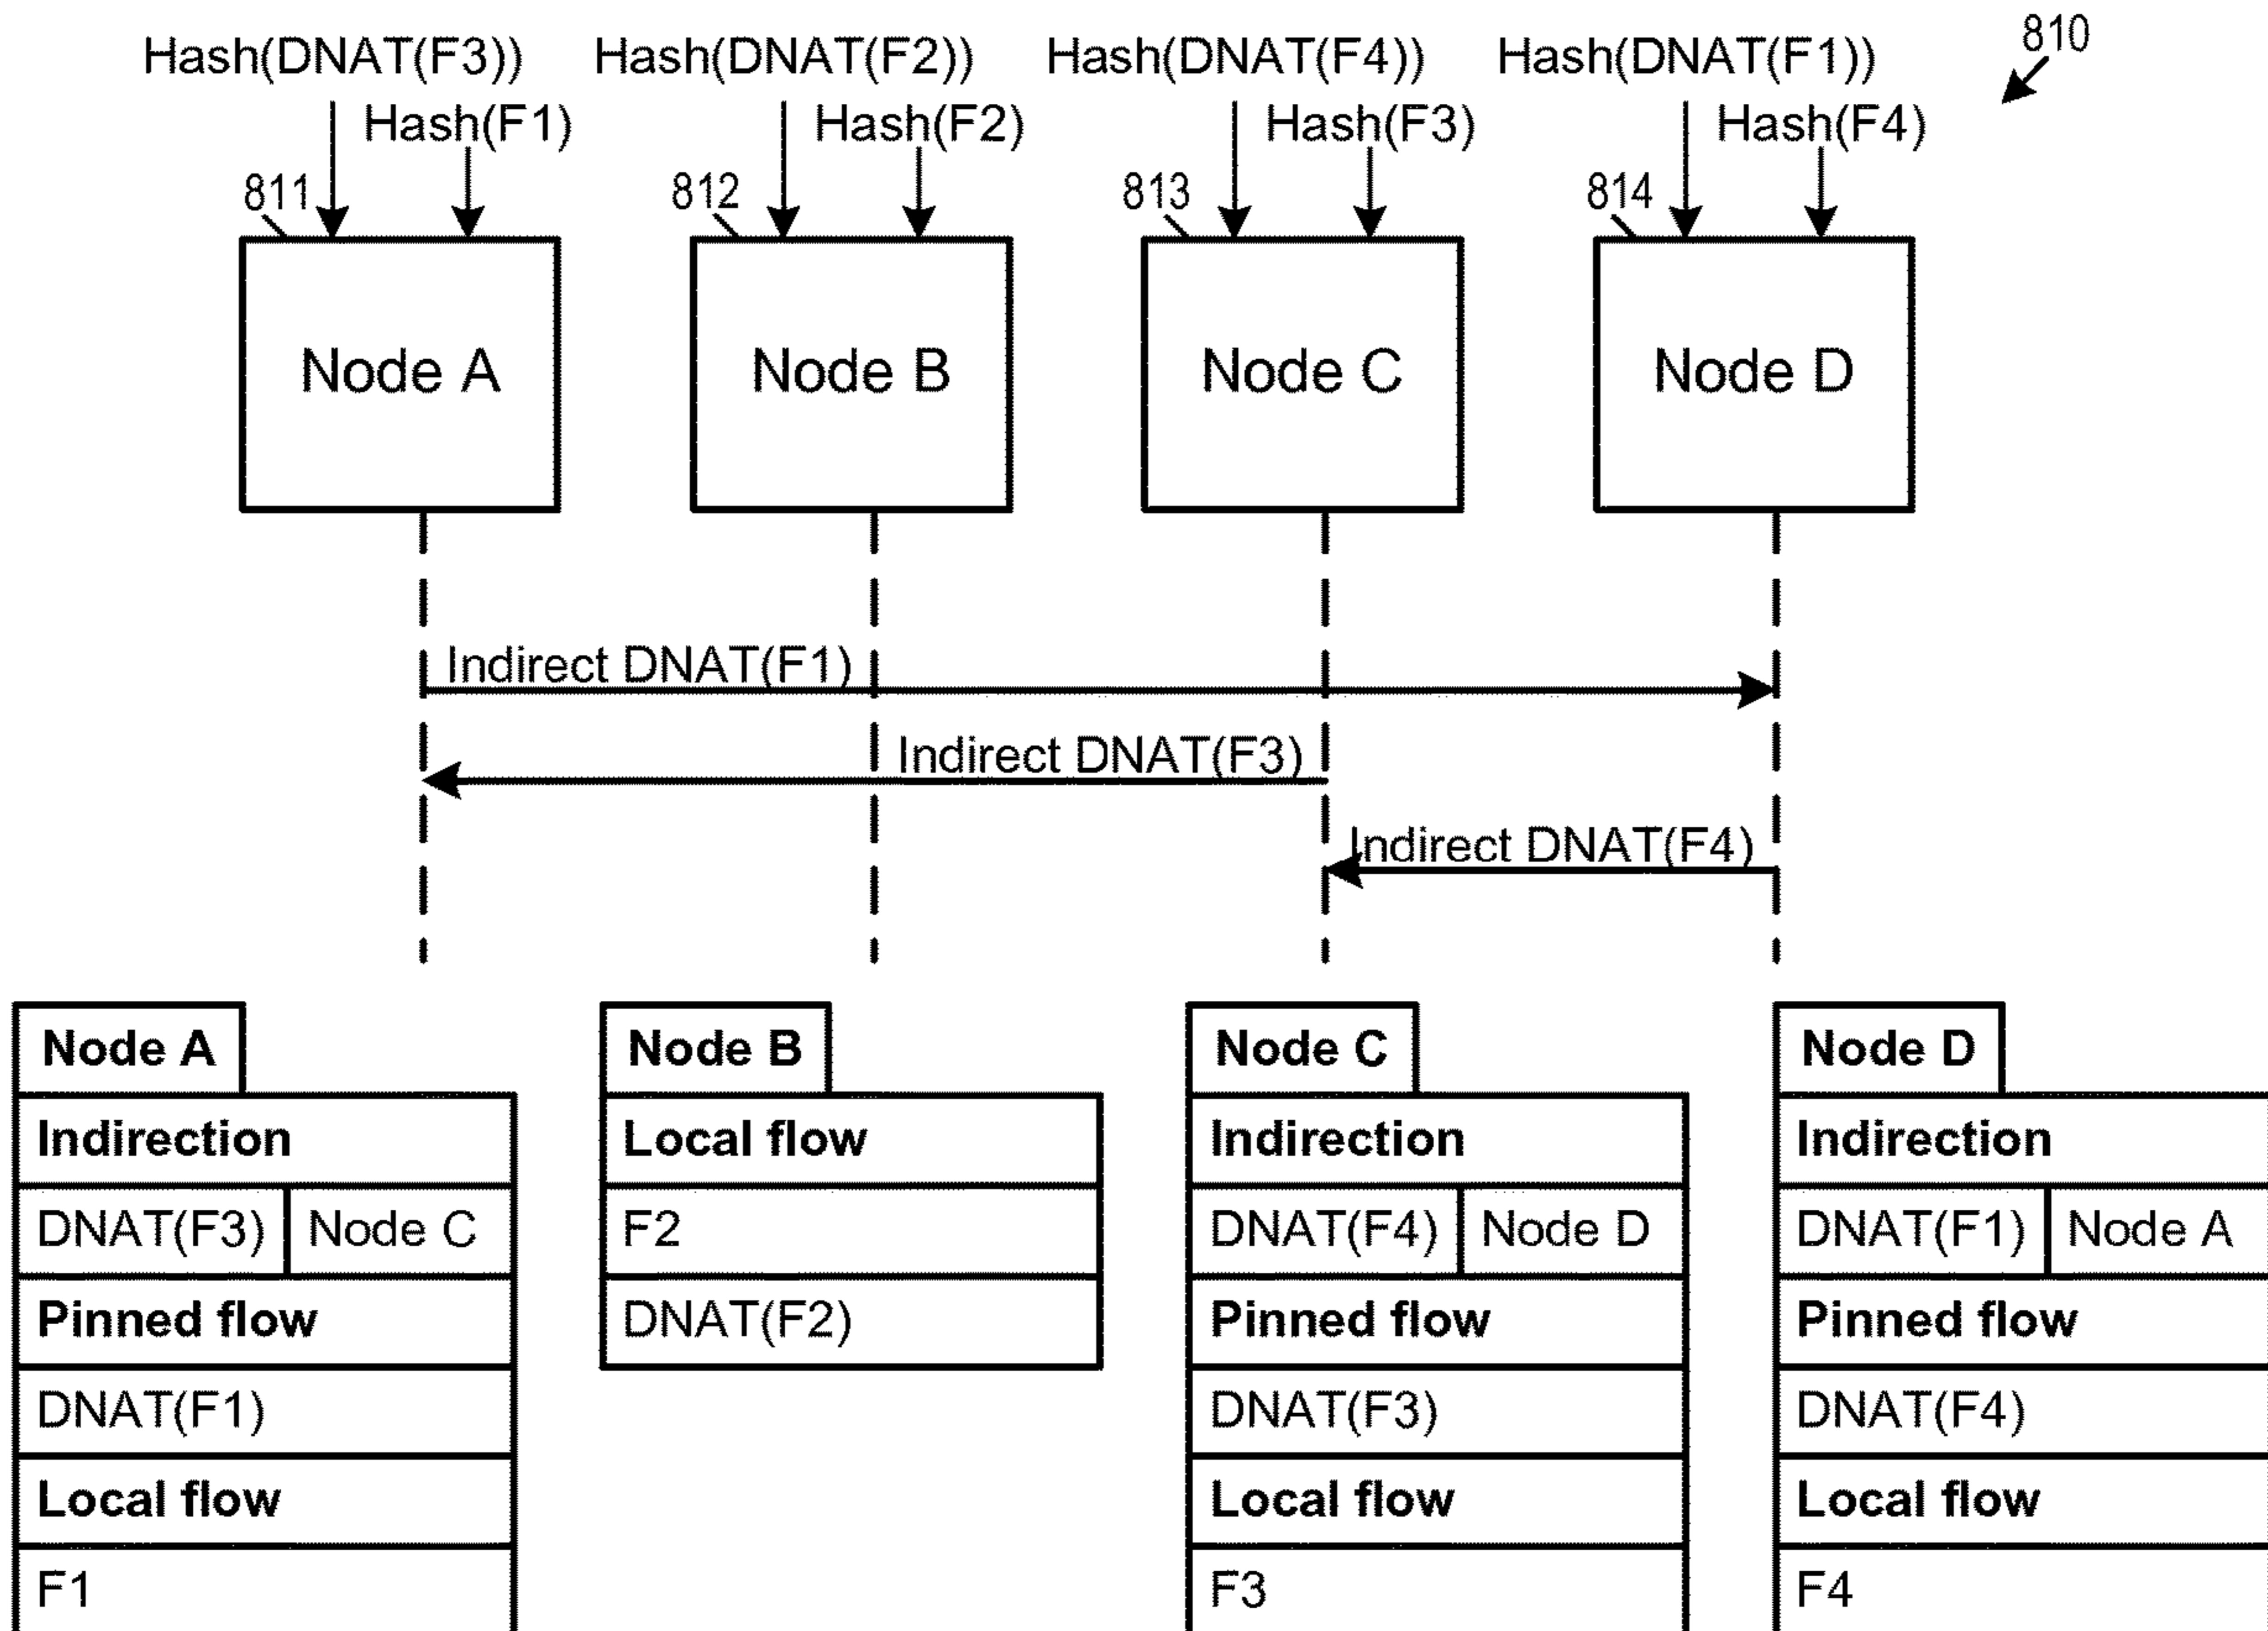 810
Hash(DNAT(F3)) Hash(DNAT(F2)) Hash(DNAT(F4)) Hash(DNAT(F1))
Hash(F1) Hash(F2) Hash(F3) Hash(F4)
811 812 813 814
Node A Node B Node C Node D
Indirect DNAT(F1)
Indirect DNAT(F3)
Indirect DNAT(F4)
Node A
Indirection
DNAT(F3) Node C
Pinned flow
DNAT(F1)
Local flow
F1
Node B
Local flow
F2
DNAT(F2)
Node C
Indirection
DNAT(F4) Node D
Pinned flow
DNAT(F3)
Local flow
F3
Node D
Indirection
DNAT(F1) Node A
Pinned flow
DNAT(F4)
Local flow
F4